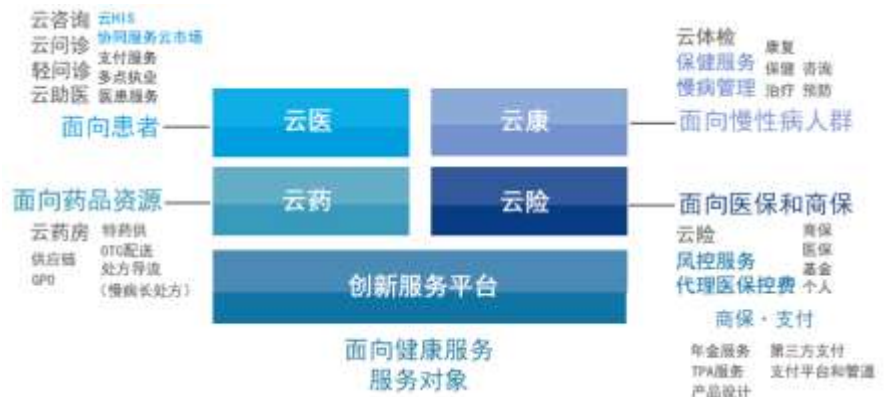 云咨询 云HIS
云问诊 协同服务云市场
轻问诊 支付服务
云助医 多点执业
医患服务
面向患者
云医
云康
云体检 康复
保健服务 保健 咨询
慢病管理 治疗 预防
面向慢性病人群
面向药品资源
云药
云险
面向医保和商保
云药房 特药供
供应链 OTC配送
GPO 处方导流
(慢病长处方)
云险 商保
风控服务 医保
代理医保控费 基金
个人
创新服务平台
商保·支付
面向健康服务
服务对象
年金服务 第三方支付
TPA服务 支付平台和管道
产品设计